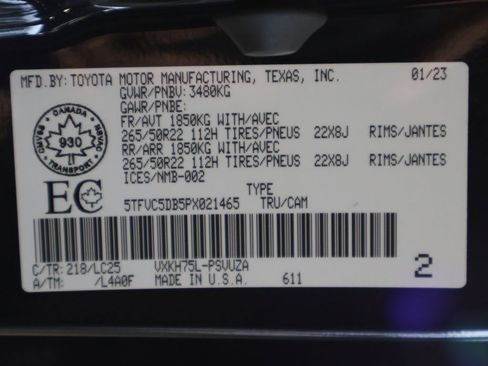 MFD.BY: TOYOTA MOTOR MANUFACTURING, TEXAS, INC. 01/23
GVWR/PNBV: 3480KG
GAWR/PNBE:
FR/AVT 1850KG WITH/AVEC
265/50R22 112H TIRES/PNEUS 22X8J RIMS/JANTES
RR/ARR 1850KG WITH/AVEC
265/50R22 112H TIRES/PNEUS 22X8J RIMS/JANTES
ICES/NMB-002
CANADA
930
TRANSPORT
EC
TYPE
5TFVC5DB5PX021465 TRU/CAM
C/TR: 218/LC25 VXKH75L-PSVUZA
A/TM: /L4A0F MADE IN U.S.A. 611
2